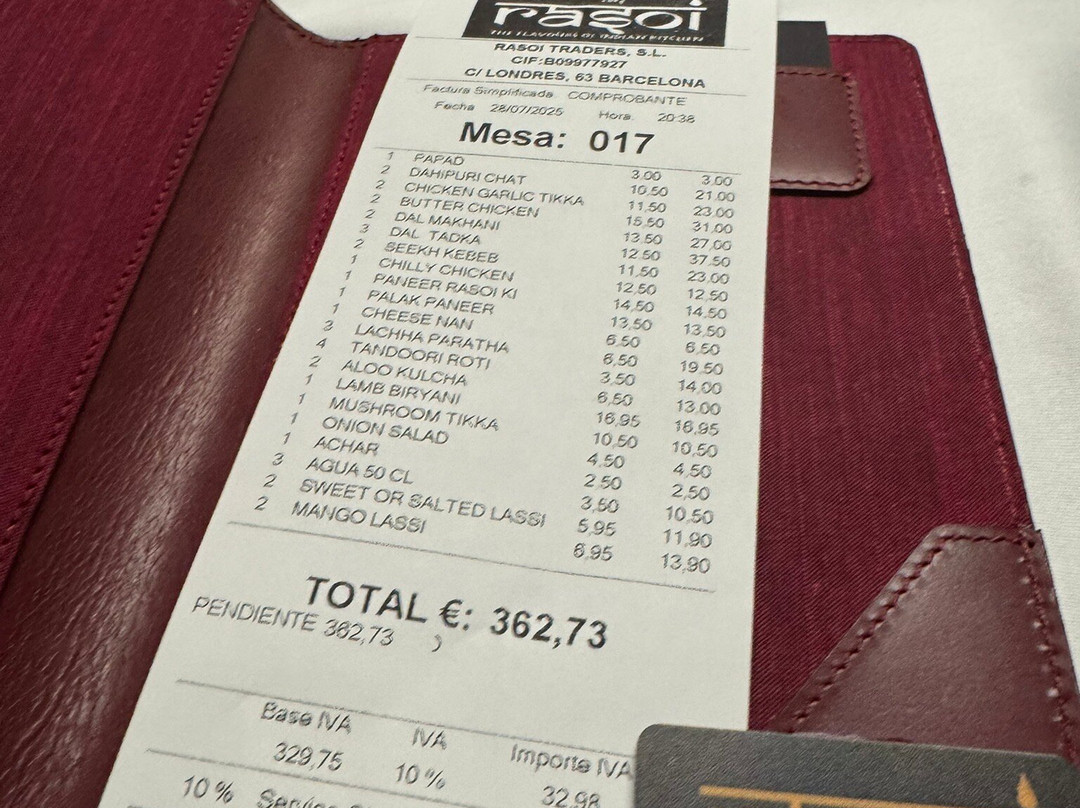 rasoi
THE FLAVOURS OF INDIAN KITCHEN
RASOI TRADERS, S.L.
CIF:B09977927
C/ LONDRES, 63 BARCELONA
Factura Simplificada COMPROBANTE
Fecha 28/07/2025 Hora. 20:38
Mesa: 017
1 PAPAD 3,00 3,00
2 DAHIPURI CHAT 10,50 21,00
2 CHICKEN GARLIC TIKKA 11,50 23,00
2 BUTTER CHICKEN 15,50 31,00
2 DAL MAKHANI 13,50 27,00
3 DAL TADKA 12,50 37,50
2 SEEKH KEBEB 11,50 23,00
1 CHILLY CHICKEN 12,50 12,50
1 PANEER RASOI KI 14,50 14,50
1 PALAK PANEER 13,50 13,50
1 CHEESE NAN 6,50 6,50
3 LACHHA PARATHA 6,50 19,50
4 TANDOORI ROTI 3,50 14,00
2 ALOO KULCHA 6,50 13,00
1 LAMB BIRYANI 16,95 16,95
1 MUSHROOM TIKKA 10,50 10,50
1 ONION SALAD 4,50 4,50
1 ACHAR 2,50 2,50
3 AGUA 50 CL 3,50 10,50
2 SWEET OR SALTED LASSI 5,95 11,90
2 MANGO LASSI 6,95 13,90
TOTAL €: 362,73
PENDIENTE 362,73 )
Base IVA IVA Importe IVA
329,75 10% 32,98
10%